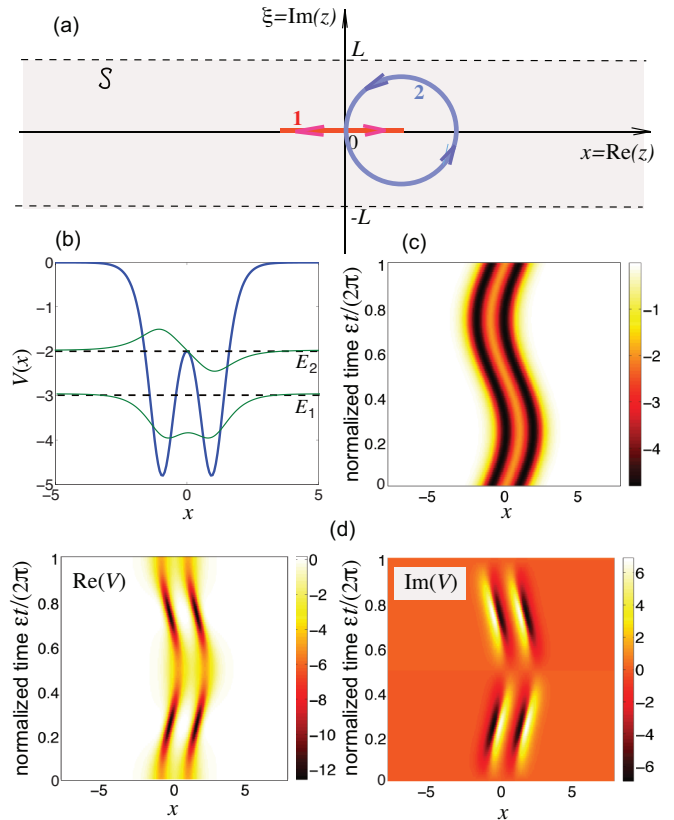 (a)
ξ=Im(z)
L
S
1
2
0
x=Re(z)
-L
(b)
(c)
0
-1
-2
-3
-4
-5
V(x)
E₂
E₁
-5
0
5
x
normalized time εt/(2π)
1
0.8
0.6
0.4
0.2
0
-5
0
5
x
-1
-2
-3
-4
(d)
normalized time εt/(2π)
1
0.8
0.6
0.4
0.2
0
Re(V)
-5
0
5
x
0
-2
-4
-6
-8
-10
-12
normalized time εt/(2π)
1
0.8
0.6
0.4
0.2
0
Im(V)
-5
0
5
x
6
4
2
0
-2
-4
-6